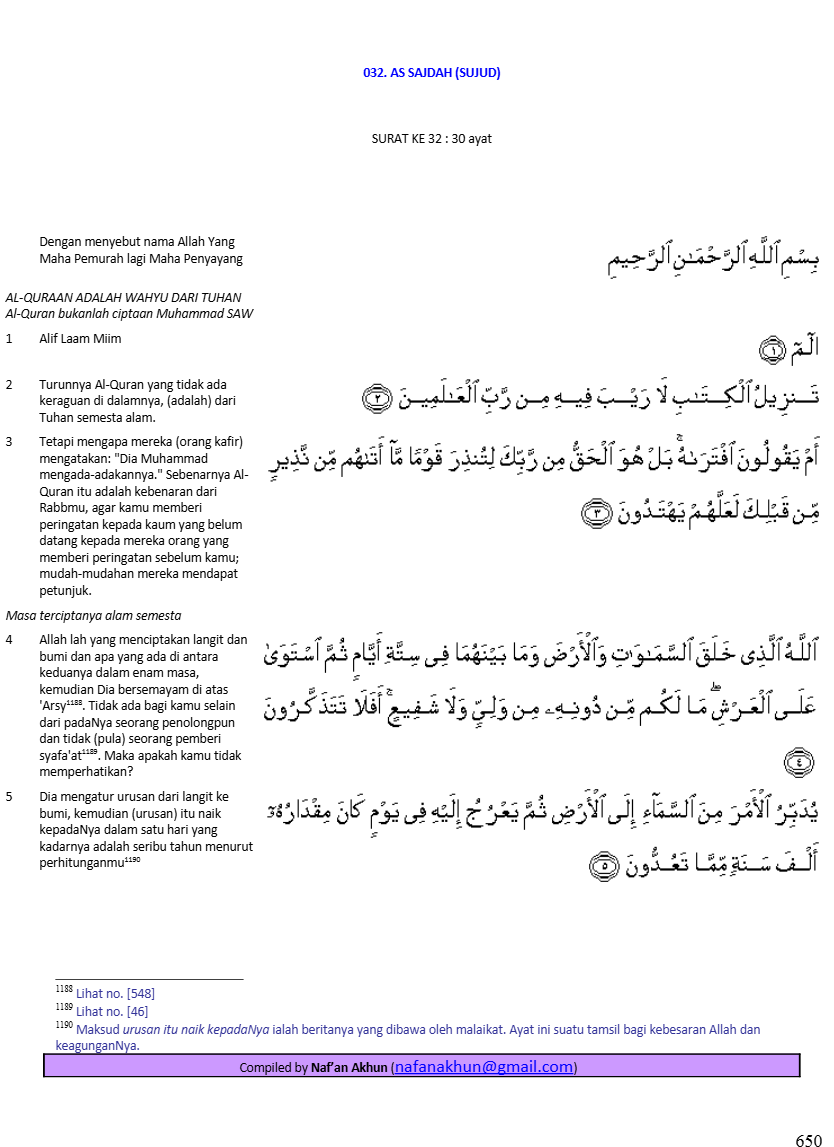 032. AS SAJDAH (SUJUD)
SURAT KE 32 : 30 ayat
Dengan menyebut nama Allah Yang
Maha Pemurah lagi Maha Penyayang
بِسْمِ ٱللَّهِ ٱلرَّحْمَـٰنِ ٱلرَّحِيمِ
AL-QURAAN ADALAH WAHYU DARI TUHAN
Al-Quran bukanlah ciptaan Muhammad SAW
1 Alif Laam Miim
الٓمٓ ١
2 Turunnya Al-Quran yang tidak ada
keraguan di dalamnya, (adalah) dari
Tuhan semesta alam.
تَنزِيلُ ٱلْكِتَـٰبِ لَا رَيْبَ فِيهِ مِن رَّبِّ ٱلْعَـٰلَمِينَ ٢
3 Tetapi mengapa mereka (orang kafir)
mengatakan: "Dia Muhammad
mengada-adakannya." Sebenarnya Al-
Quran itu adalah kebenaran dari
Rabbmu, agar kamu memberi
peringatan kepada kaum yang belum
datang kepada mereka orang yang
memberi peringatan sebelum kamu;
mudah-mudahan mereka mendapat
petunjuk.
أَمْ يَقُولُونَ ٱفْتَرَىٰهُ ۚ بَلْ هُوَ ٱلْحَقُّ مِن رَّبِّكَ لِتُنذِرَ قَوْمًا مَّآ أَتَىٰهُم مِّن نَّذِيرٍ
مِّن قَبْلِكَ لَعَلَّهُمْ يَهْتَدُونَ ٣
Masa terciptanya alam semesta
4 Allah lah yang menciptakan langit dan
bumi dan apa yang ada di antara
keduanya dalam enam masa,
kemudian Dia bersemayam di atas
'Arsy1188. Tidak ada bagi kamu selain
dari padaNya seorang penolongpun
dan tidak (pula) seorang pemberi
syafa'at1189. Maka apakah kamu tidak
memperhatikan?
ٱللَّهُ ٱلَّذِى خَلَقَ ٱلسَّمَـٰوَٰتِ وَٱلْأَرْضَ وَمَا بَيْنَهُمَا فِى سِتَّةِ أَيَّامٍ ثُمَّ ٱسْتَوَىٰ
عَلَى ٱلْعَرْشِ ۖ مَا لَكُم مِّن دُونِهِۦ مِن وَلِىٍّ وَلَا شَفِيعٍ ۚ أَفَلَا تَتَذَكَّرُونَ
٤
5 Dia mengatur urusan dari langit ke
bumi, kemudian (urusan) itu naik
kepadaNya dalam satu hari yang
kadarnya adalah seribu tahun menurut
perhitunganmu1190
يُدَبِّرُ ٱلْأَمْرَ مِنَ ٱلسَّمَآءِ إِلَى ٱلْأَرْضِ ثُمَّ يَعْرُجُ إِلَيْهِ فِى يَوْمٍ كَانَ مِقْدَارُهُۥٓ
أَلْفَ سَنَةٍ مِّمَّا تَعُدُّونَ ٥
1188 Lihat no. [548]
1189 Lihat no. [46]
1190 Maksud urusan itu naik kepadaNya ialah beritanya yang dibawa oleh malaikat. Ayat ini suatu tamsil bagi kebesaran Allah dan
keagunganNya.
Compiled by Naf’an Akhun (nafanakhun@gmail.com)
650